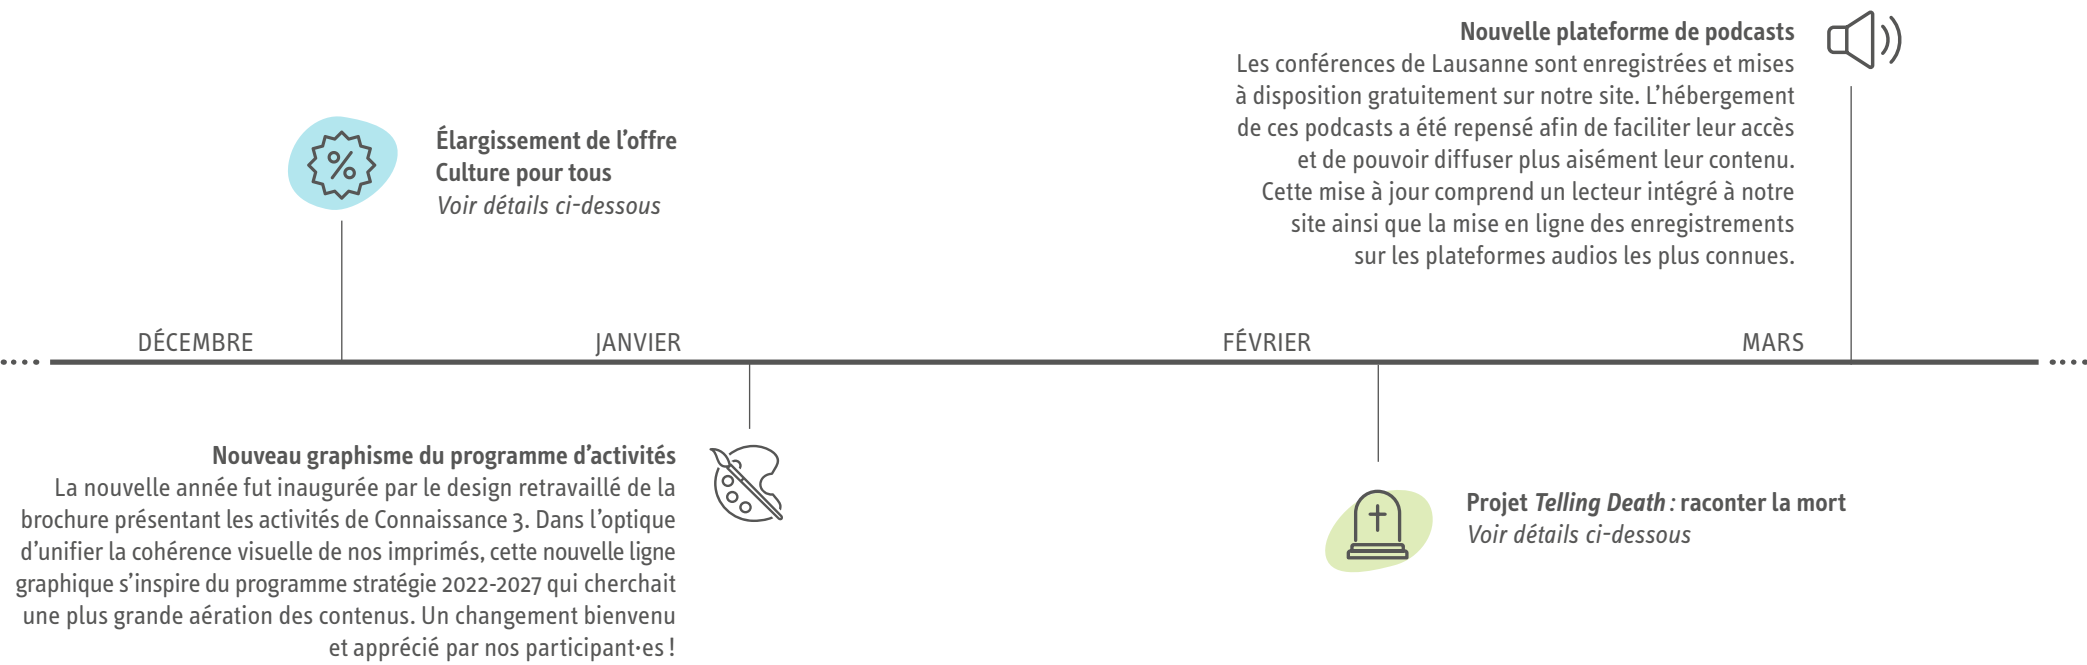 Nouvelle plateforme de podcasts
Les conférences de Lausanne sont enregistrées et mises
à disposition gratuitement sur notre site. L’hébergement
de ces podcasts a été repensé afin de faciliter leur accès
et de pouvoir diffuser plus aisément leur contenu.
Cette mise à jour comprend un lecteur intégré à notre
site ainsi que la mise en ligne des enregistrements
sur les plateformes audios les plus connues.
Élargissement de l’offre
Culture pour tous
Voir détails ci-dessous
DÉCEMBRE
JANVIER
FÉVRIER
MARS
Nouveau graphisme du programme d’activités
La nouvelle année fut inaugurée par le design retravaillé de la
brochure présentant les activités de Connaissance 3. Dans l’optique
d’unifier la cohérence visuelle de nos imprimés, cette nouvelle ligne
graphique s’inspire du programme stratégie 2022-2027 qui cherchait
une plus grande aération des contenus. Un changement bienvenu
et apprécié par nos participant·es !
Projet Telling Death : raconter la mort
Voir détails ci-dessous